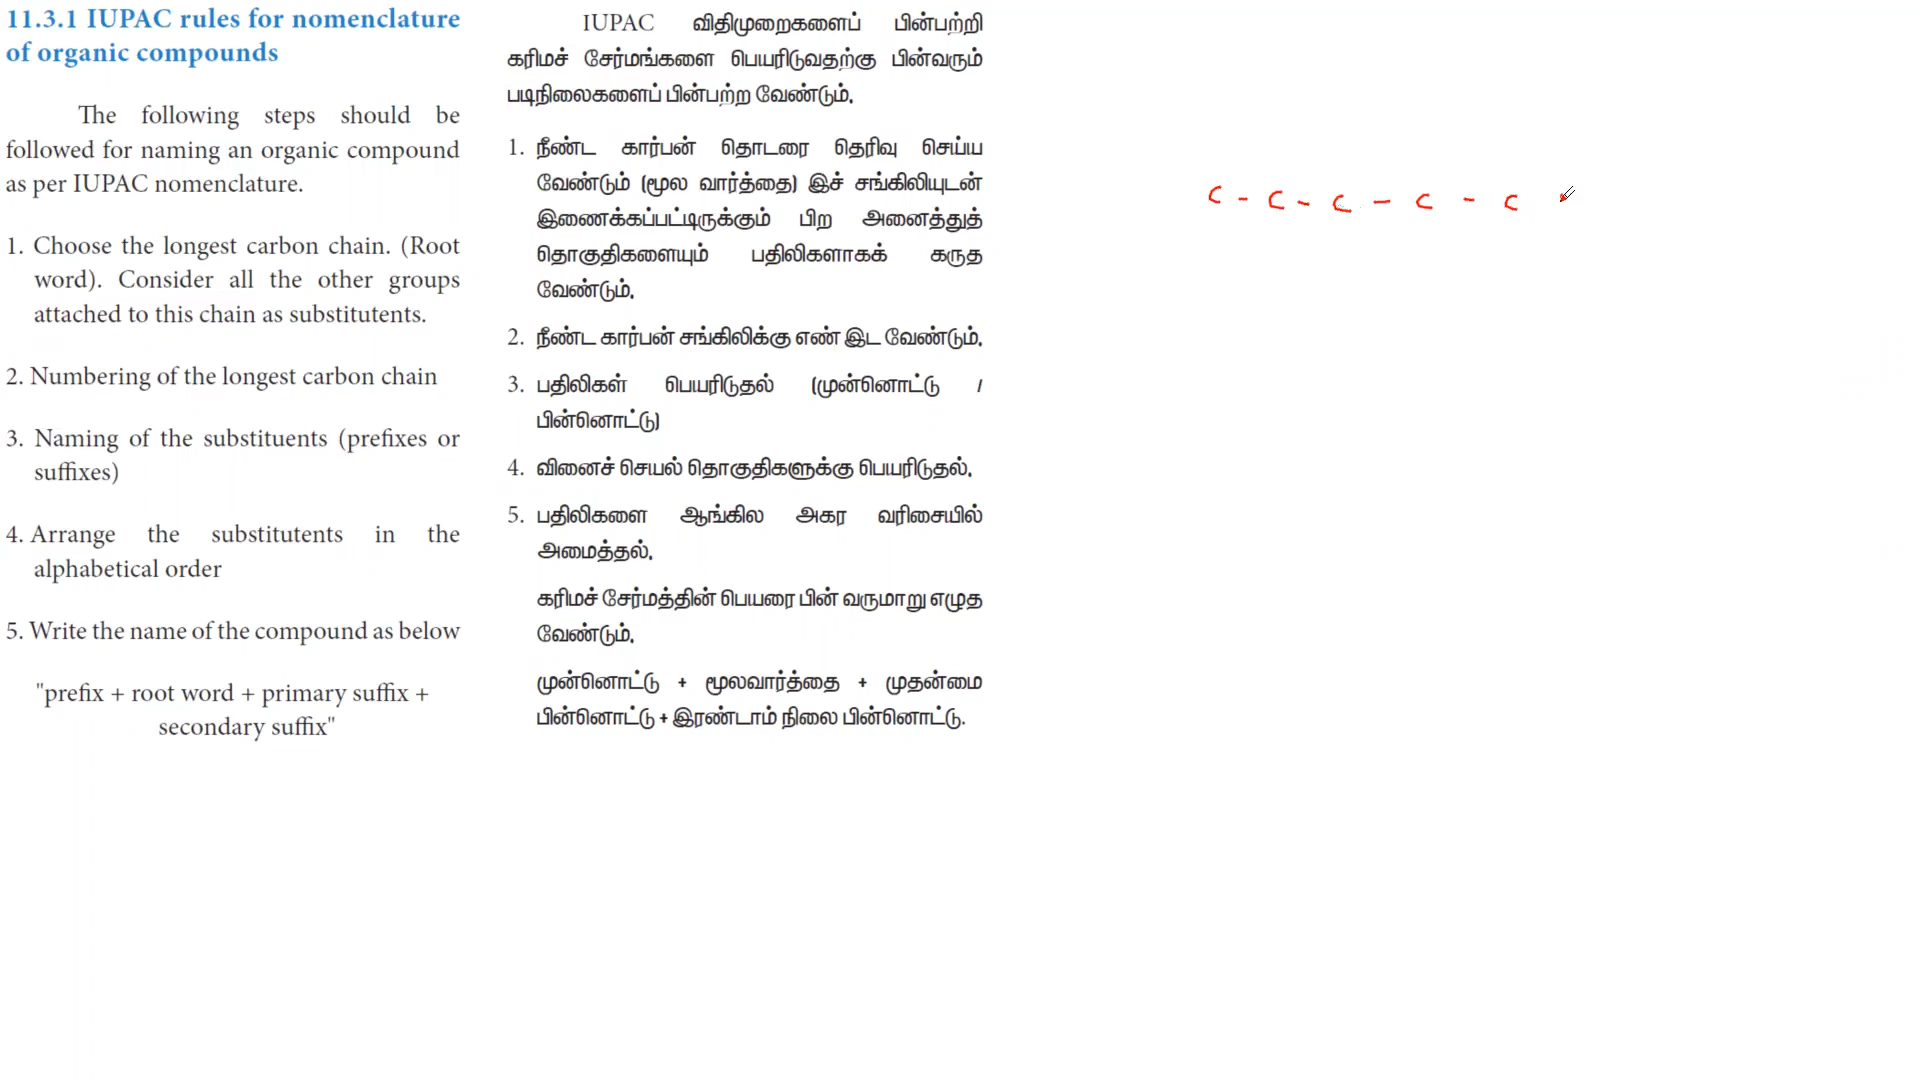 11.3.1 IUPAC rules for nomenclature
of organic compounds
The following steps should be
followed for naming an organic compound
as per IUPAC nomenclature.
1. Choose the longest carbon chain. (Root
word). Consider all the other groups
attached to this chain as substitutents.
2. Numbering of the longest carbon chain
3. Naming of the substituents (prefixes or
suffixes)
4. Arrange the substitutents in the
alphabetical order
5. Write the name of the compound as below
"prefix + root word + primary suffix +
secondary suffix"
IUPAC விதிமுறைகளைப் பின்பற்றி
கரிமச் சேர்மங்களை பெயரிடுவதற்கு பின்வரும்
படிநிலைகளைப் பின்பற்ற வேண்டும்.
1. நீண்ட கார்பன் தொடரை தெரிவு செய்ய
வேண்டும் (மூல வார்த்தை) இச் சங்கிலியுடன்
இணைக்கப்பட்டிருக்கும் பிற அனைத்துத்
தொகுதிகளையும் பதிலிகளாகக் கருத
வேண்டும்.
2. நீண்ட கார்பன் சங்கிலிக்கு எண் இட வேண்டும்.
3. பதிலிகள் பெயரிடுதல் (முன்னொட்டு /
பின்னொட்டு)
4. வினைச் செயல் தொகுதிகளுக்கு பெயரிடுதல்.
5. பதிலிகளை ஆங்கில அகர வரிசையில்
அமைத்தல்.
கரிமச் சேர்மத்தின் பெயரை பின் வருமாறு எழுத
வேண்டும்.
முன்னொட்டு + மூலவார்த்தை + முதன்மை
பின்னொட்டு + இரண்டாம் நிலை பின்னொட்டு.
C - C - C - C - C -